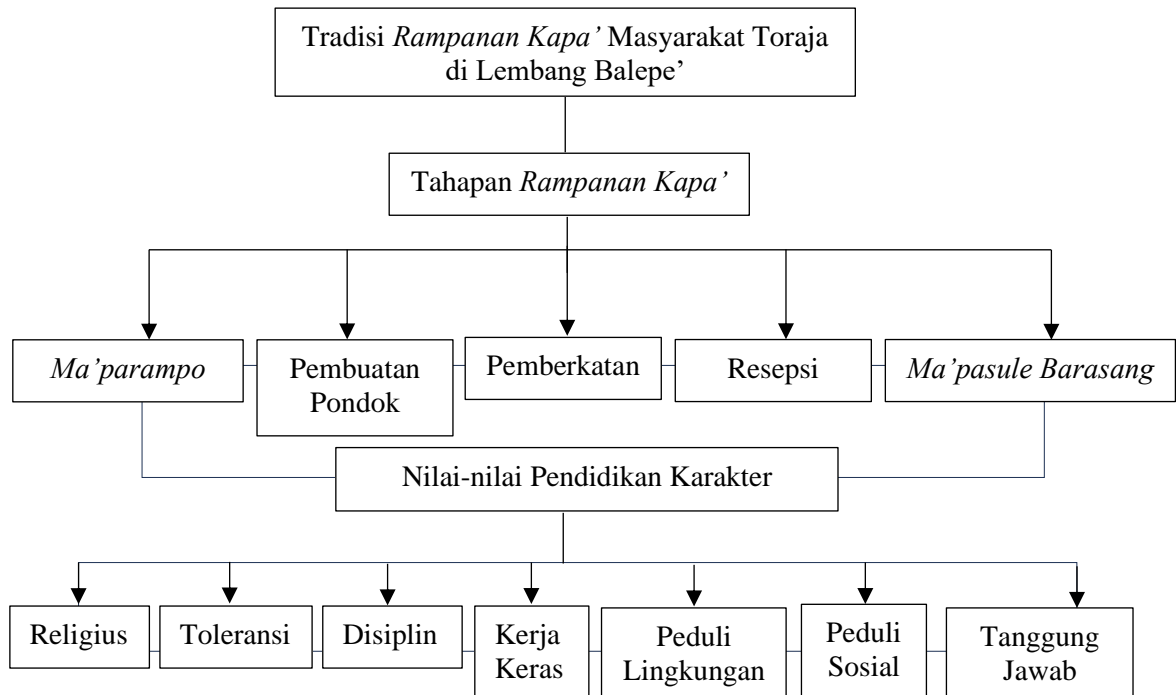 Tradisi Rampanan Kapa’ Masyarakat Toraja
di Lembang Balepe’
Tahapan Rampanan Kapa’
Ma’parampo
Pembuatan
Pondok
Pemberkatan
Resepsi
Ma’pasule Barasang
Nilai-nilai Pendidikan Karakter
Religius
Toleransi
Disiplin
Kerja
Keras
Peduli
Lingkungan
Peduli
Sosial
Tanggung
Jawab